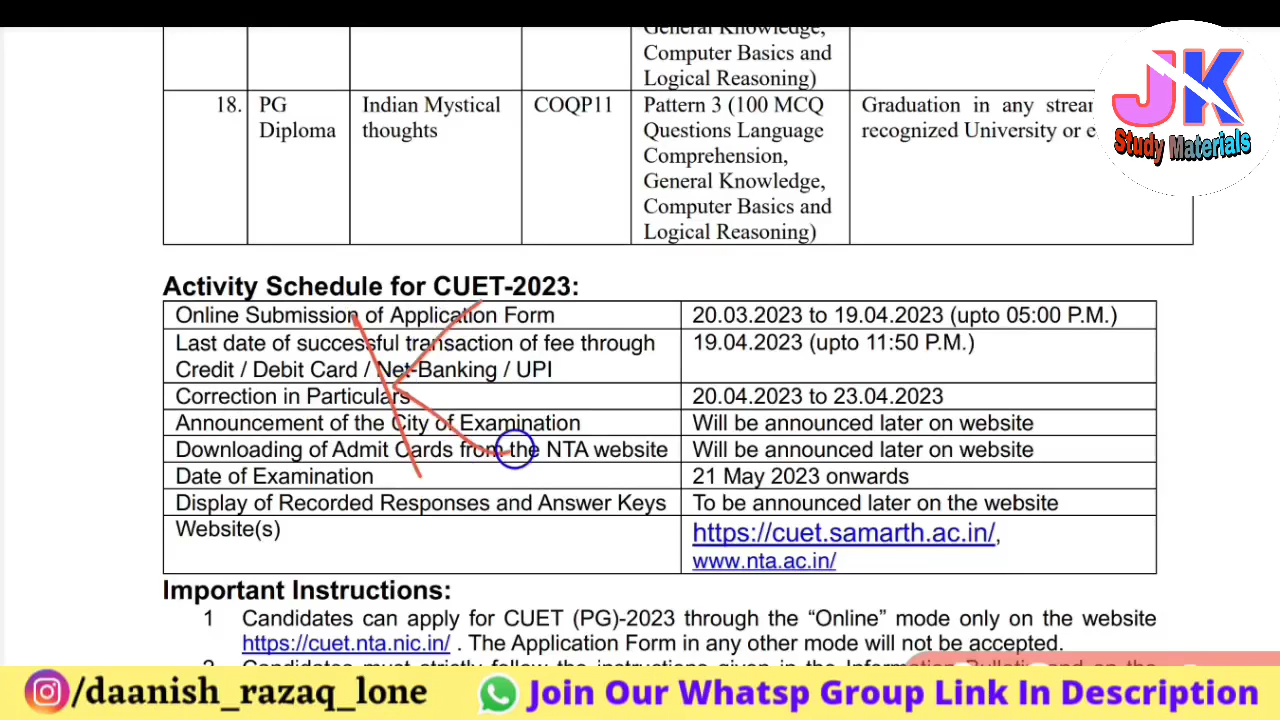 General Knowledge,
Computer Basics and
Logical Reasoning)
18. PG Diploma Indian Mystical thoughts COQP11 Pattern 3 (100 MCQ Questions Language Comprehension, General Knowledge, Computer Basics and Logical Reasoning) Graduation in any recognized University or
JK
Study Materials
Activity Schedule for CUET-2023:
Online Submission of Application Form 20.03.2023 to 19.04.2023 (upto 05:00 P.M.)
Last date of successful transaction of fee through 19.04.2023 (upto 11:50 P.M.)
Credit / Debit Card / Net-Banking / UPI
Correction in Particulars 20.04.2023 to 23.04.2023
Announcement of the City of Examination Will be announced later on website
Downloading of Admit Cards from the NTA website Will be announced later on website
Date of Examination 21 May 2023 onwards
Display of Recorded Responses and Answer Keys To be announced later on the website
Website(s) https://cuet.samarth.ac.in/,
www.nta.ac.in/
Important Instructions:
1 Candidates can apply for CUET (PG)-2023 through the “Online” mode only on the website
https://cuet.nta.nic.in/ . The Application Form in any other mode will not be accepted.
/daanish_razaq_lone Join Our Whatsp Group Link In Description